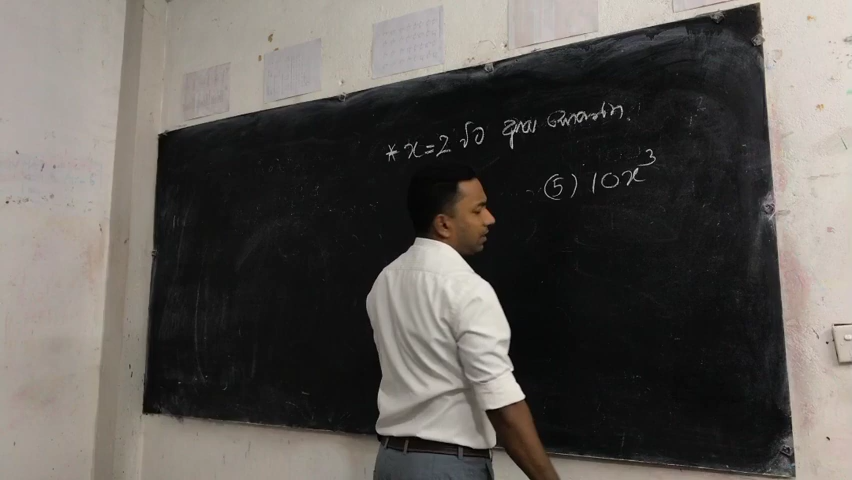 * x = 2 විට අගය සොයන්න.
(5) 10x³